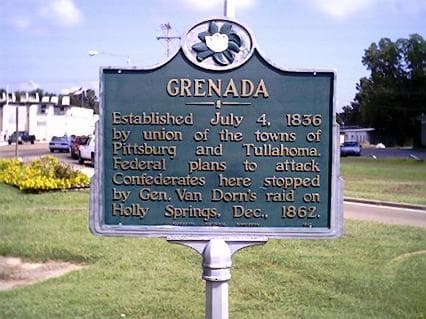 GRENADA
Established July 4, 1836
by union of the towns of
Pittsburg and Tullahoma.
Federal plans to attack
Confederates here stopped
by Gen. Van Dorn's raid on
Holly Springs, Dec., 1862.